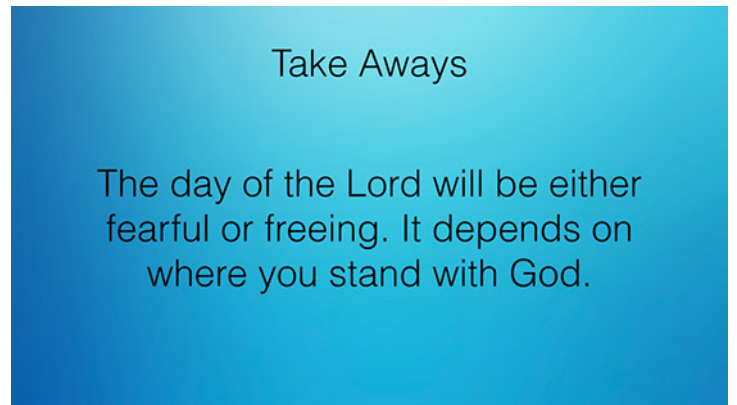 Take Aways
The day of the Lord will be either
fearful or freeing. It depends on
where you stand with God.